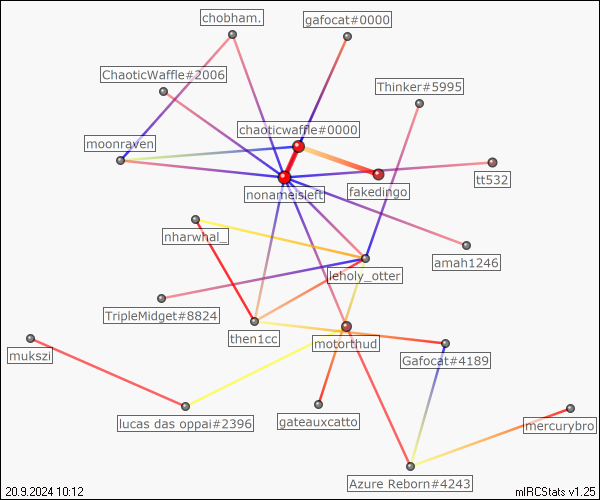 chobham.
gafocat#0000
ChaoticWaffle#2006
Thinker#5995
chaoticwaffle#0000
moonraven
tt532
fakedingo
nonameisleft
nharwhal_
amah1246
leholy_otter
TripleMidget#8824
then1cc
motorthud
mukszi
Gafocat#4189
lucas das oppai#2396
gateauxcatto
mercurybro
Azure Reborn#4243
20.9.2024 10:12
mIRCStats v1.25